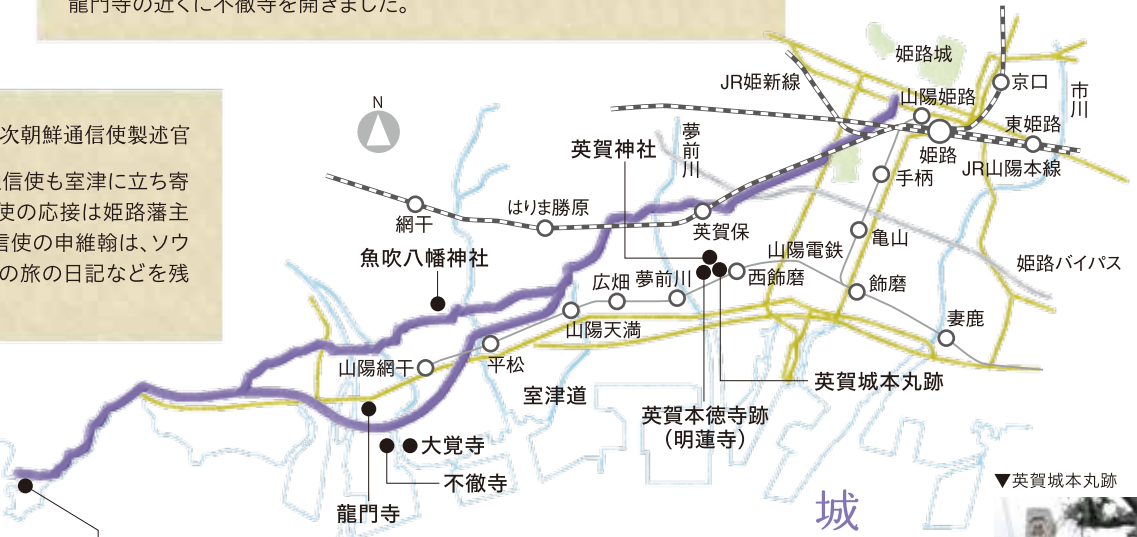 龍門寺の近くに不徹寺を開きました。
次朝鮮通信使製述官
信使も室津に立ち寄
使の応接は姫路藩主
信使の申維翰は、ソウ
の旅の日記などを残
N
姫路城
JR姫新線
山陽姫路
京口
市川
東姫路
姫路
JR山陽本線
手柄
夢前川
英賀神社
網干
はりま勝原
英賀保
亀山
山陽電鉄
姫路バイパス
魚吹八幡神社
広畑
夢前川
西飾磨
飾磨
山陽天満
妻鹿
平松
山陽網干
室津道
英賀城本丸跡
英賀本徳寺跡
（明蓮寺）
大覚寺
不徹寺
龍門寺
城
▼英賀城本丸跡